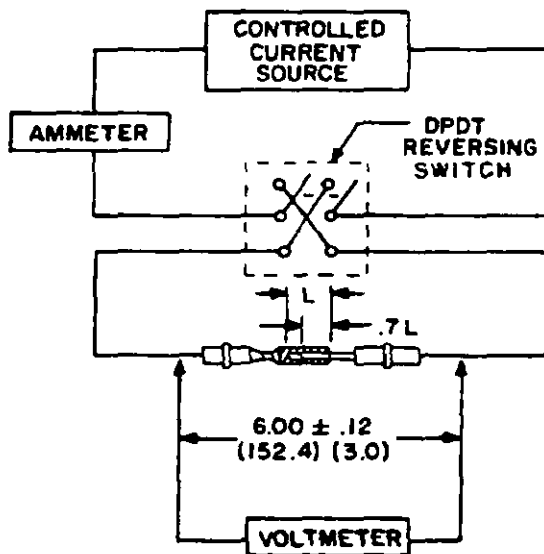 CONTROLLED
CURRENT
SOURCE
AMMETER
DPDT
REVERSING
SWITCH
L
.7L
6.00 ± .12
(152.4) (3.0)
VOLTMETER